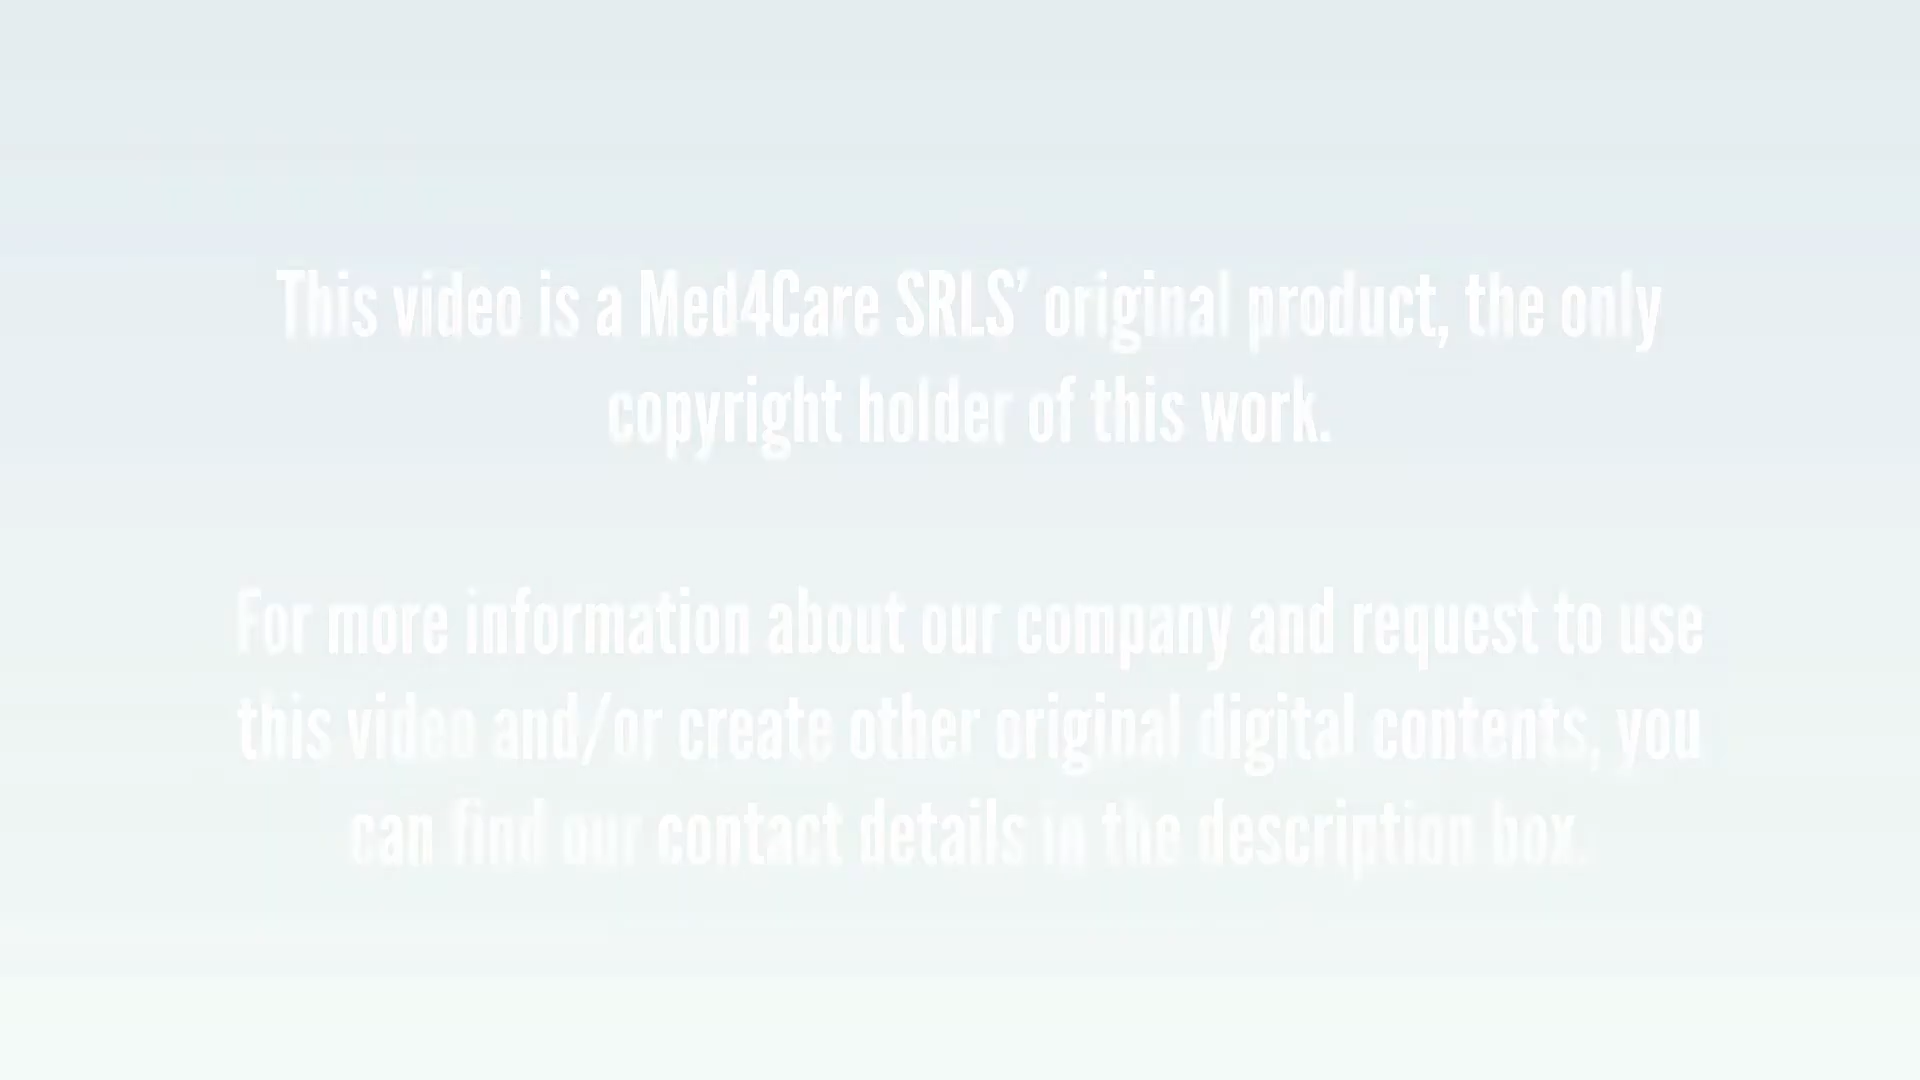 This video is a Med4Care SRLS’ original product, the only
copyright holder of this work.
For more information about our company and request to use
this video and/or create other original digital contents, you
can find our contact details in the description box.